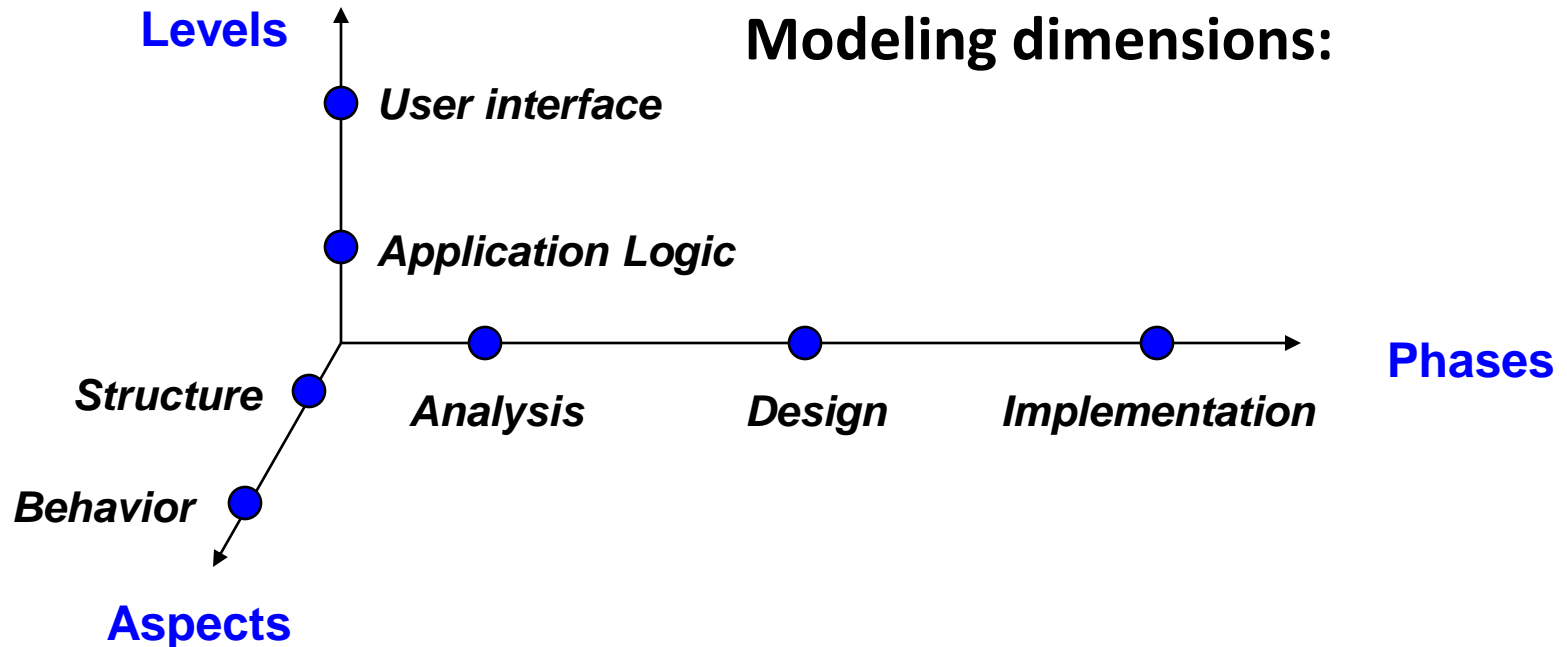 Levels
Modeling dimensions:
User interface
Application Logic
Phases
Structure
Analysis
Design
Implementation
Behavior
Aspects